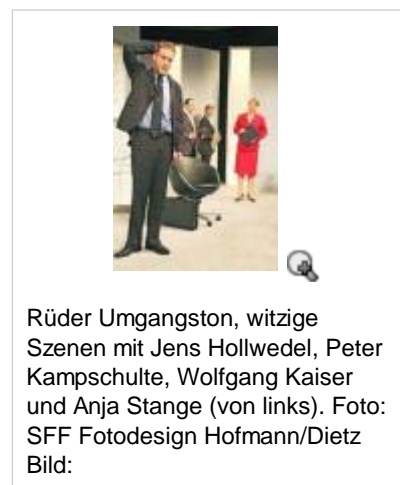 Rüder Umgangston, witzige
Szenen mit Jens Hollwedel, Peter
Kampschulte, Wolfgang Kaiser
und Anja Stange (von links). Foto:
SFF Fotodesign Hofmann/Dietz
Bild: